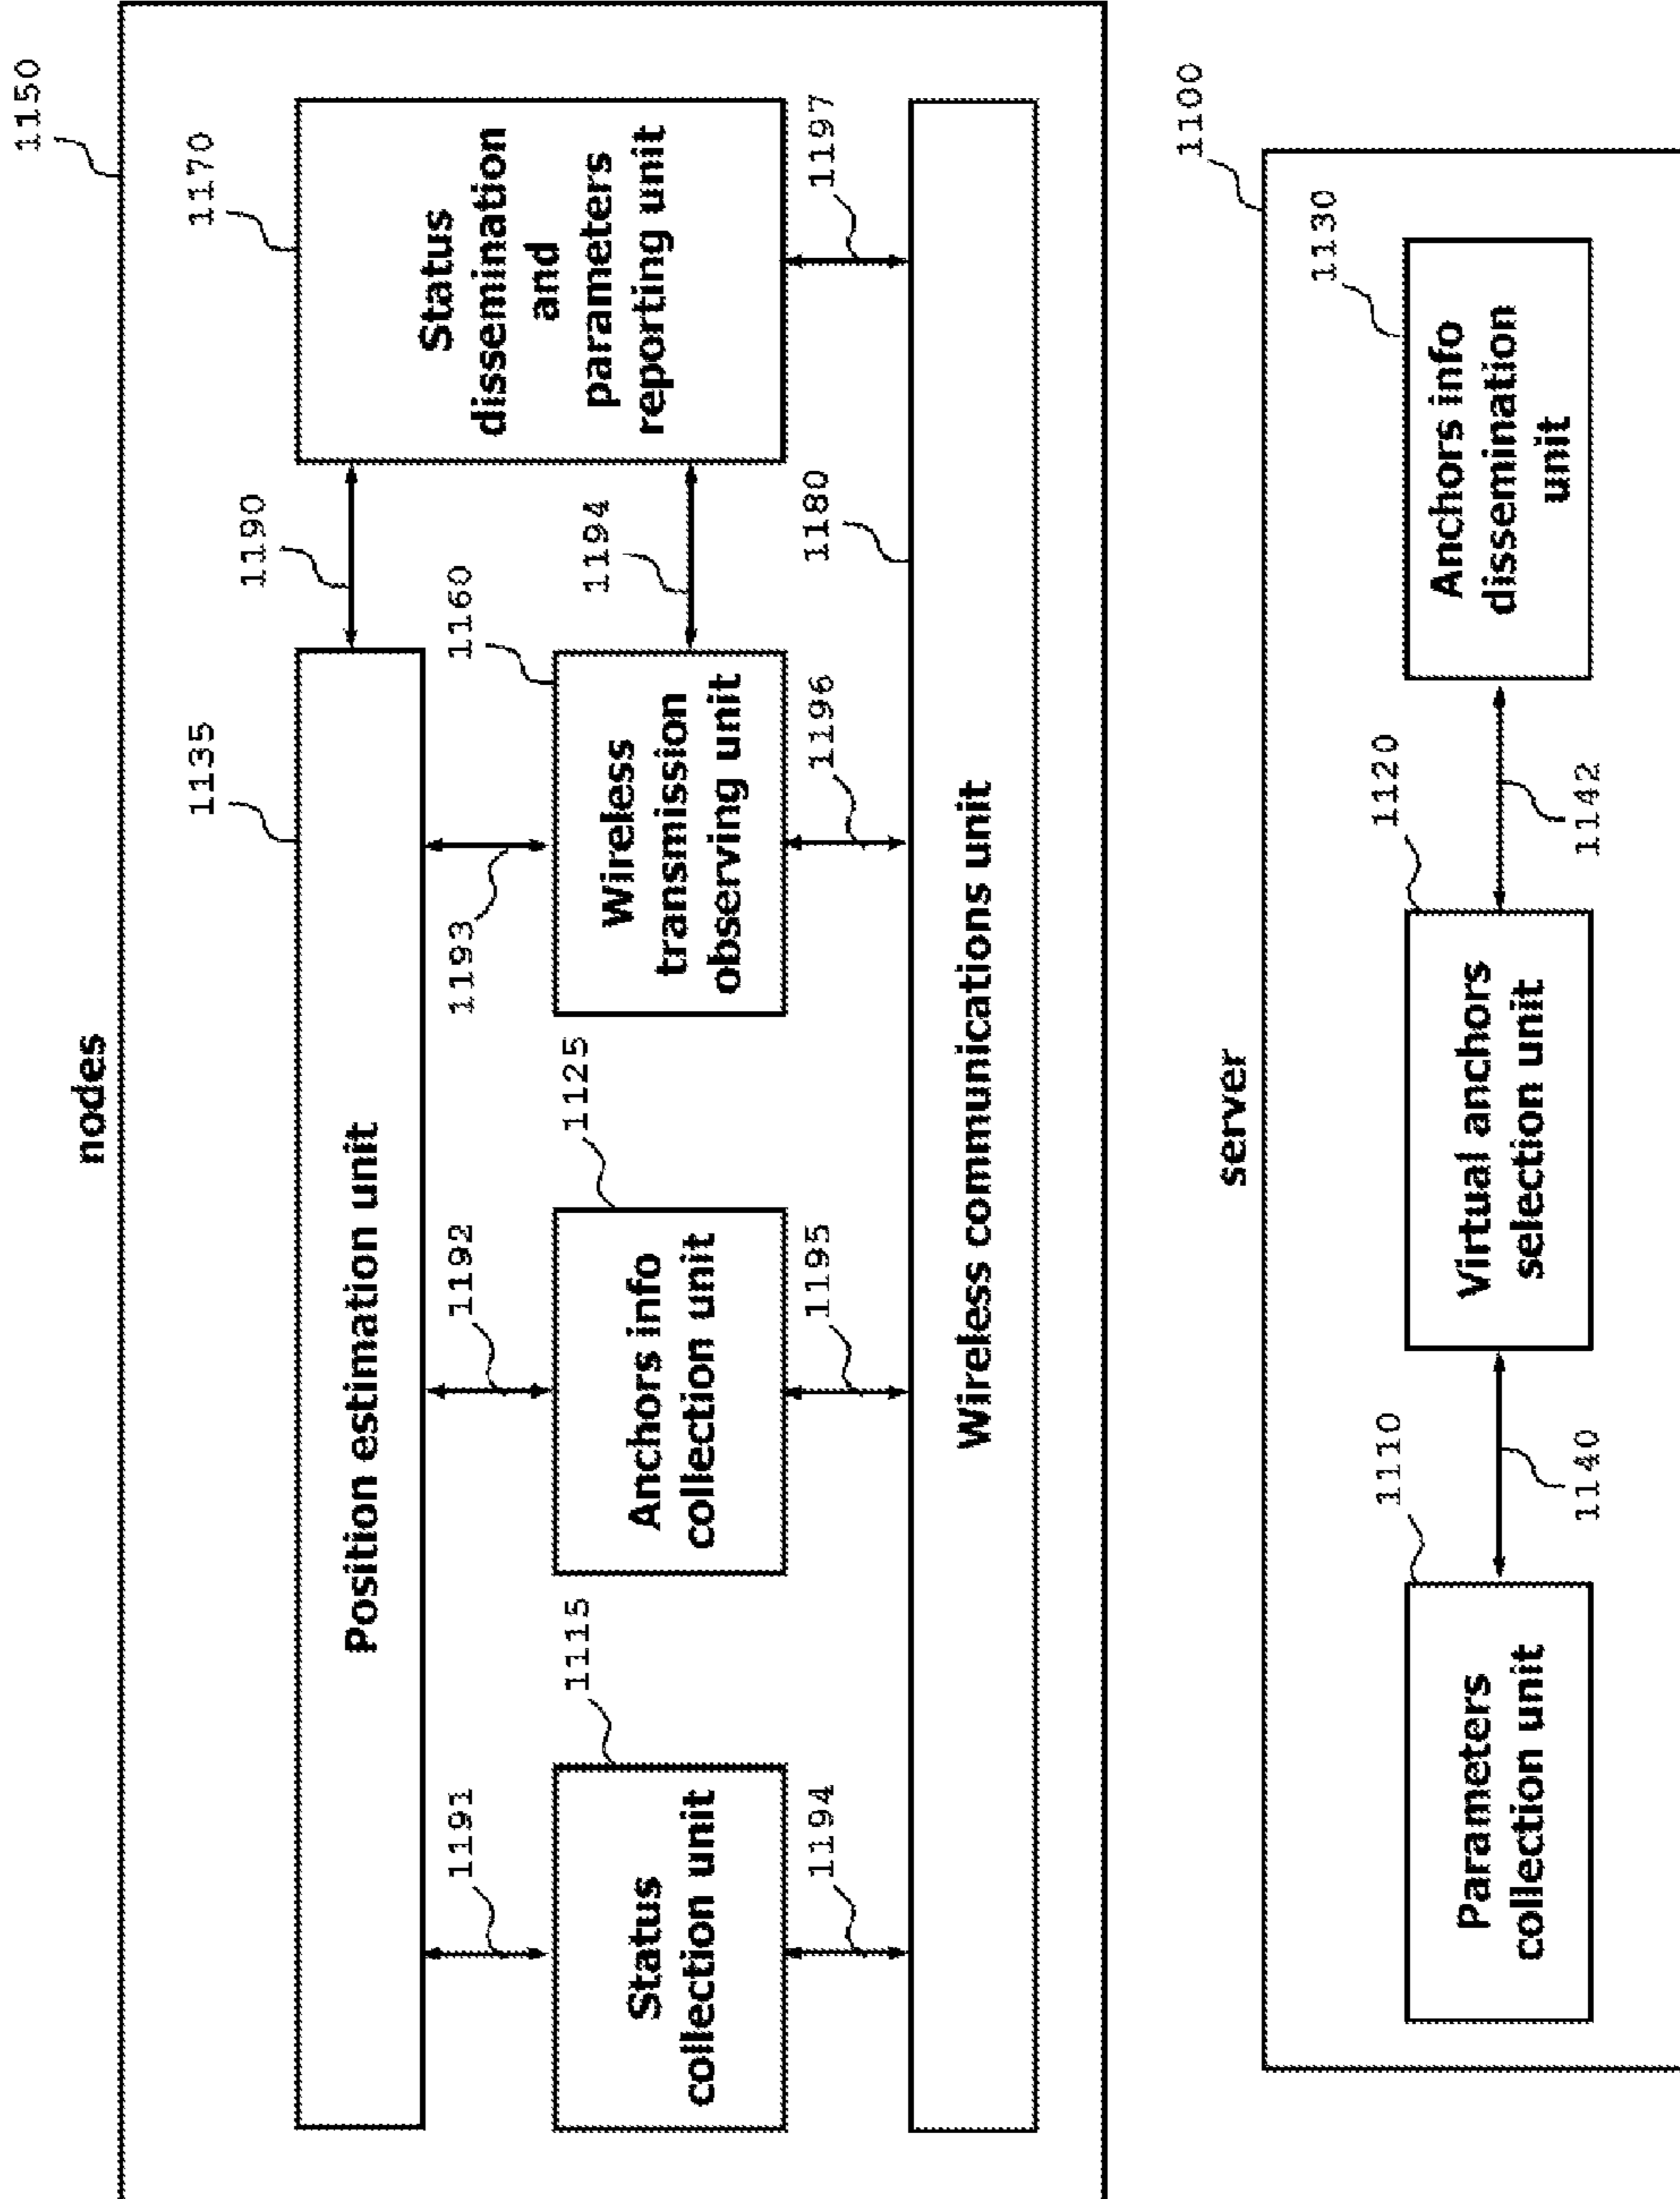 nodes
1150
1135
1190
1170
Position estimation unit
Status
dissemination
and
parameters
reporting unit
1191
1192
1193
1160
1115
1125
1194
Status
collection unit
Anchors info
collection unit
Wireless
transmission
observing unit
1194
1195
1196
1180
1197
Wireless communications unit
server
1100
1110
1120
1130
Parameters
collection unit
Virtual anchors
selection unit
Anchors info
dissemination
unit
1140
1142